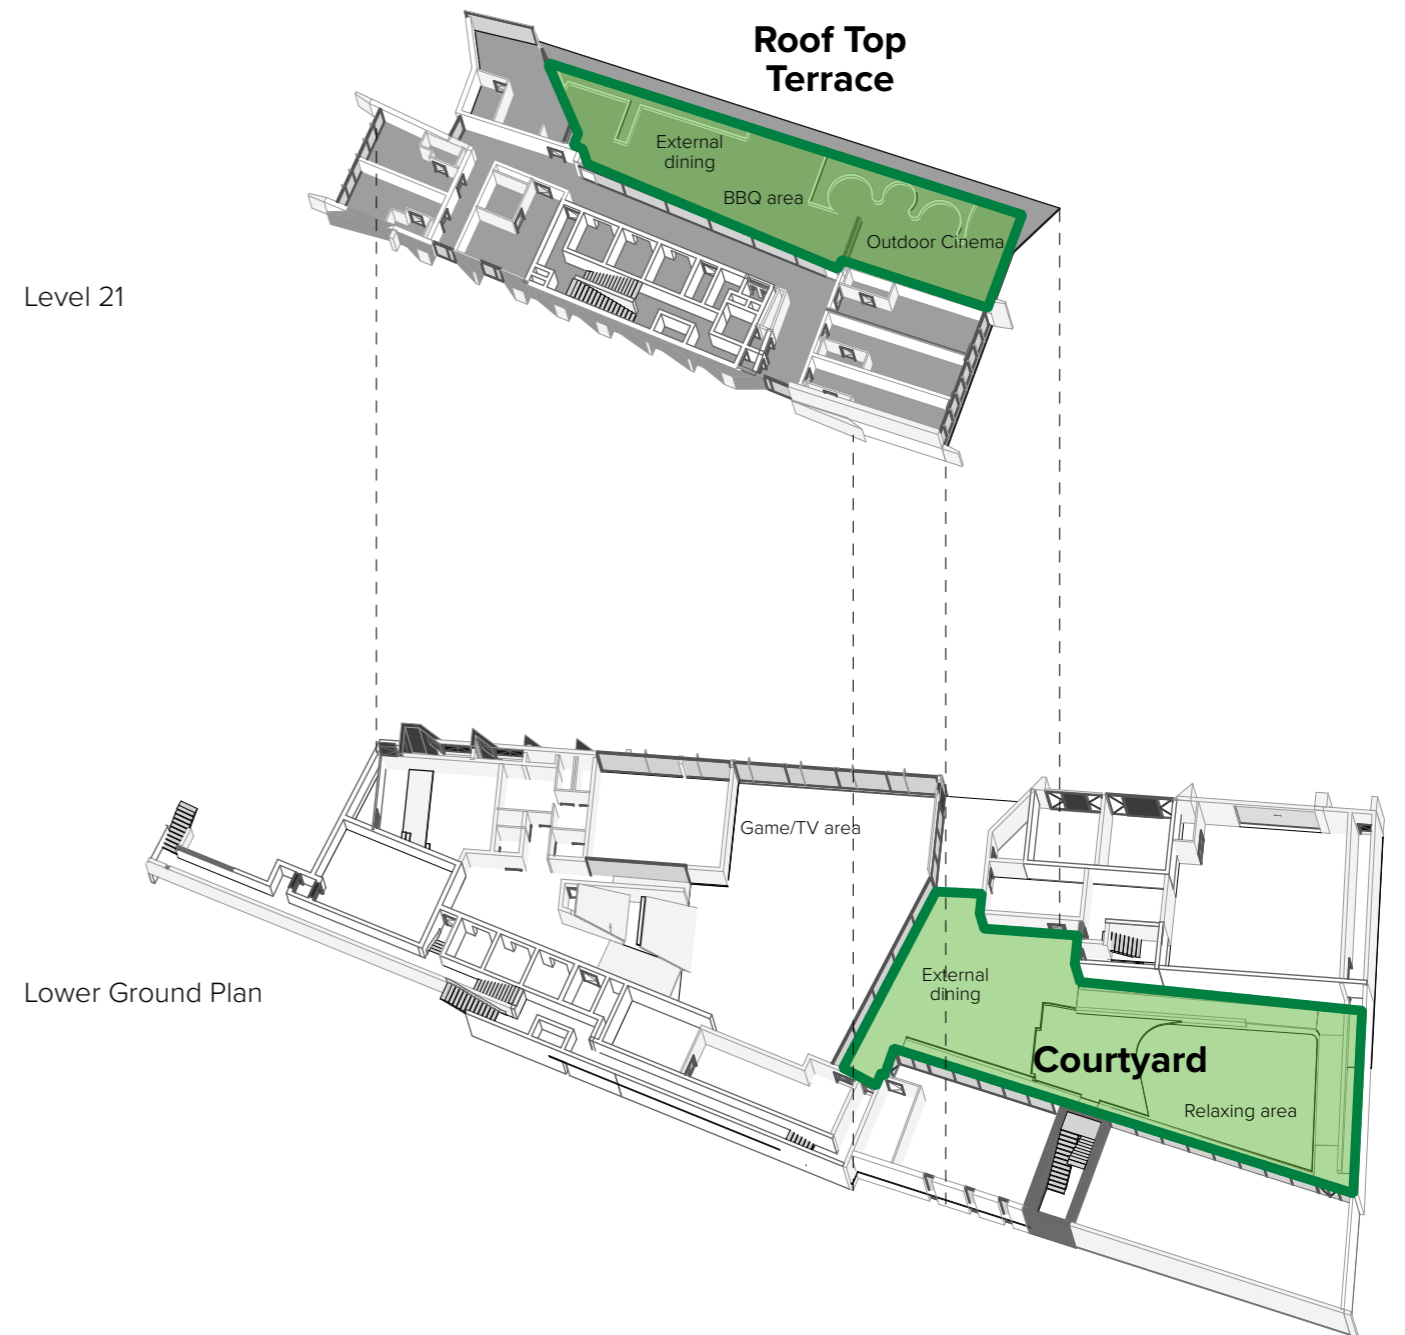 Roof Top
Terrace
External
dining
BBQ area
Outdoor Cinema
Level 21
Game/TV area
External
dining
Lower Ground Plan
Courtyard
Relaxing area